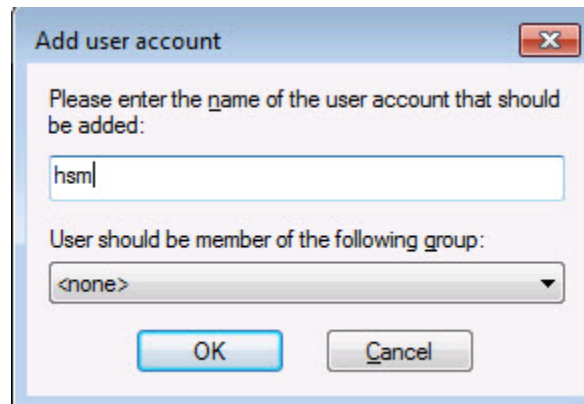 Add user account
Please enter the name of the user account that should
be added:
hsm
User should be member of the following group:
<none>
OK
Cancel